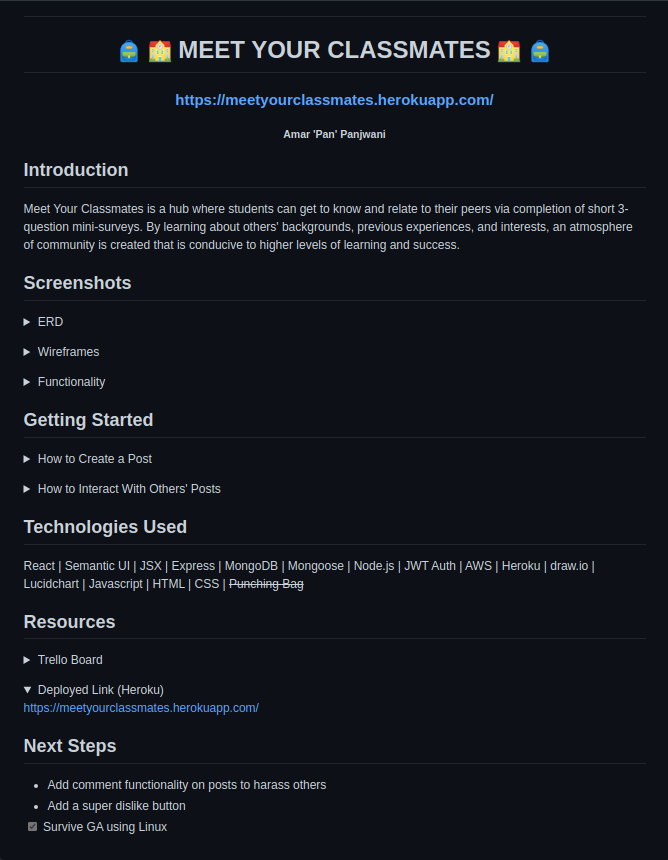 MEET YOUR CLASSMATES
https://meetyourclassmates.herokuapp.com/
Amar 'Pan' Panjwani
Introduction
Meet Your Classmates is a hub where students can get to know and relate to their peers via completion of short 3-
question mini-surveys. By learning about others' backgrounds, previous experiences, and interests, an atmosphere
of community is created that is conducive to higher levels of learning and success.
Screenshots
ERD
Wireframes
Functionality
Getting Started
How to Create a Post
How to Interact With Others' Posts
Technologies Used
React | Semantic UI | JSX | Express | MongoDB | Mongoose | Node.js | JWT Auth | AWS | Heroku | draw.io |
Lucidchart | Javascript | HTML | CSS | Punching Bag
Resources
Trello Board
Deployed Link (Heroku)
https://meetyourclassmates.herokuapp.com/
Next Steps
Add comment functionality on posts to harass others
Add a super dislike button
Survive GA using Linux